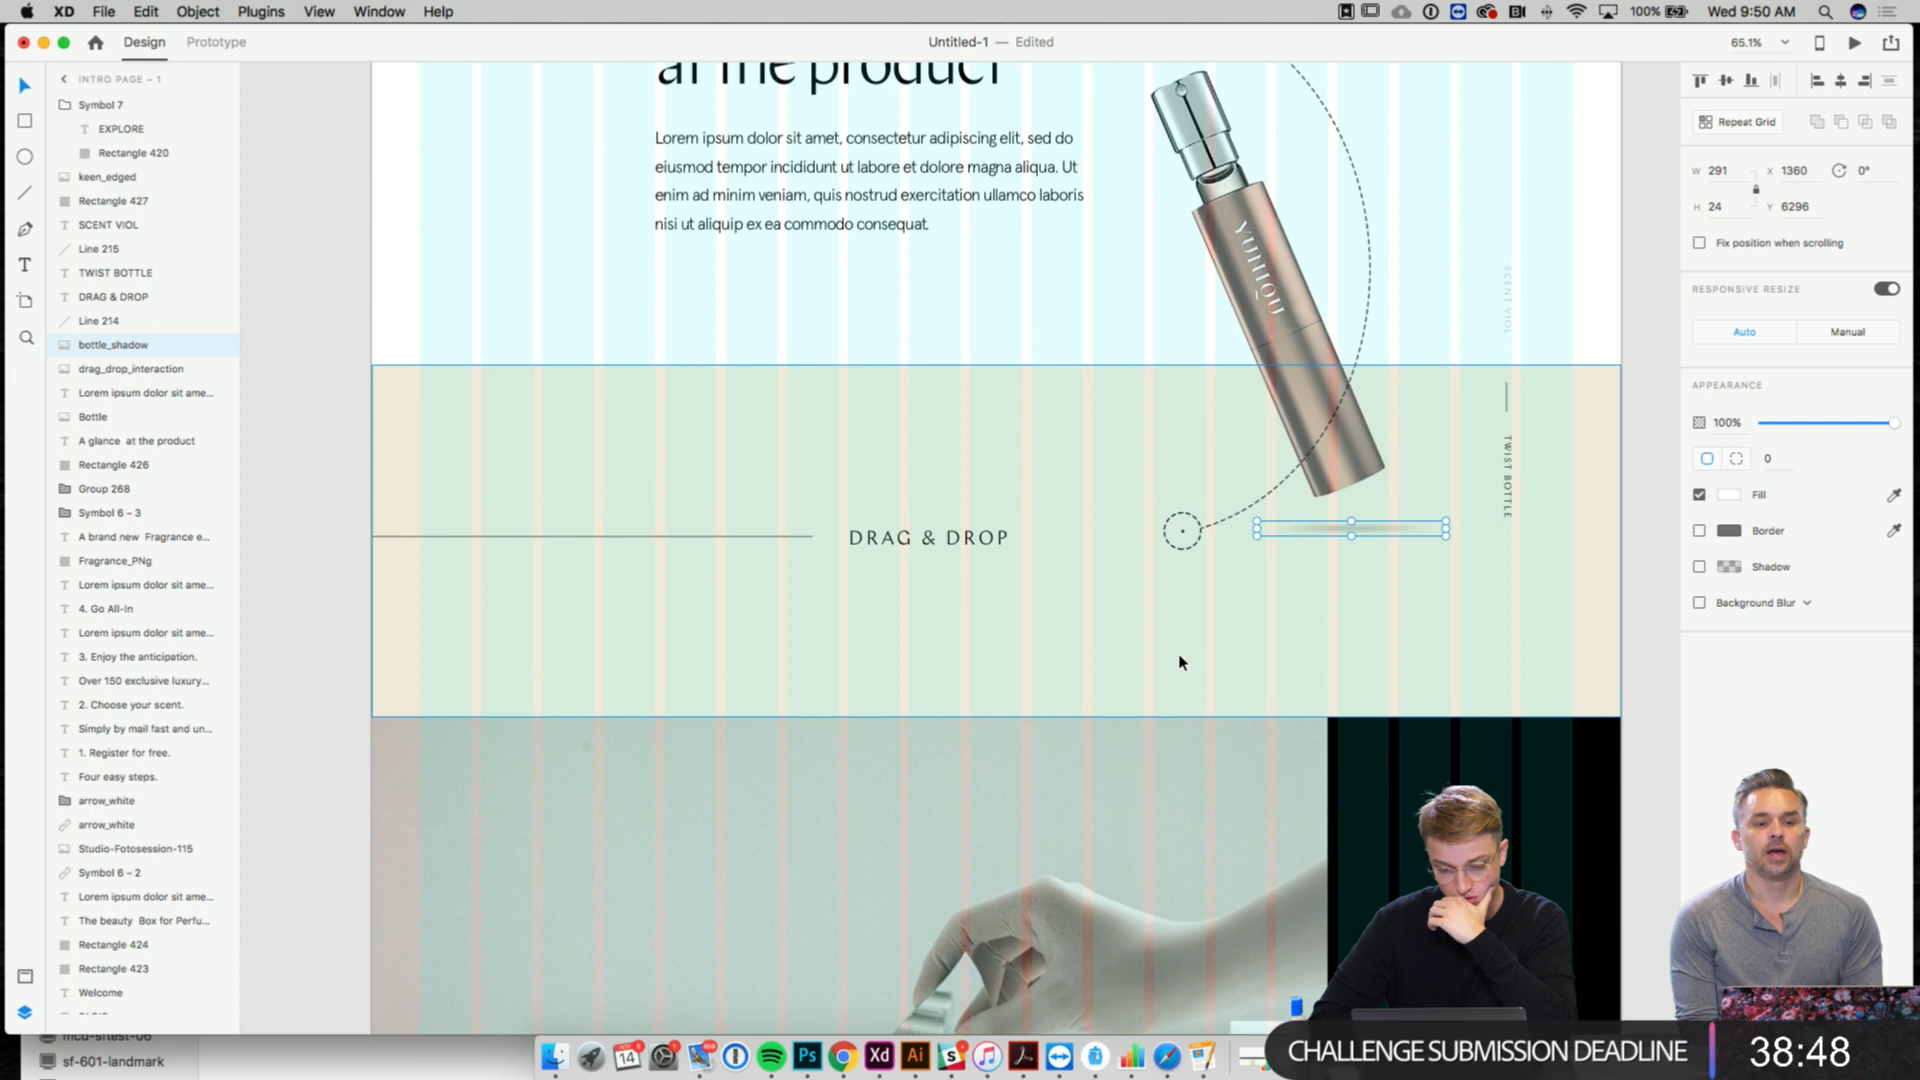 XD File Edit Object Plugins View Window Help
100% Wed 9:50 AM
Design Prototype
Untitled-1 — Edited
65.1%
INTRO PAGE – 1
Symbol 7
EXPLORE
Rectangle 420
keen_edged
Rectangle 427
SCENT VIOL
Line 215
TWIST BOTTLE
DRAG & DROP
Line 214
bottle_shadow
drag_drop_interaction
Lorem ipsum dolor sit ame...
Bottle
A glance at the product
Rectangle 426
Group 268
Symbol 6 – 3
A brand new Fragrance e...
Fragrance_PNg
Lorem ipsum dolor sit ame...
4. Go All-In
Lorem ipsum dolor sit ame...
3. Enjoy the anticipation.
Over 150 exclusive luxury...
2. Choose your scent.
Simply by mail fast and un...
1. Register for free.
Four easy steps.
arrow_white
arrow_white
Studio-Fotosession-115
Symbol 6 – 2
Lorem ipsum dolor sit ame...
The beauty Box for Perfu...
Rectangle 424
Rectangle 423
Welcome
sf-601-landmark
at the product
Lorem ipsum dolor sit amet, consectetur adipiscing elit, sed do
eiusmod tempor incididunt ut labore et dolore magna aliqua. Ut
enim ad minim veniam, quis nostrud exercitation ullamco laboris
nisi ut aliquip ex ea commodo consequat.
YUNIQU
SCENT VIOL
TWIST BOTTLE
DRAG & DROP
Repeat Grid
W 291 X 1360 0°
H 24 Y 6296
Fix position when scrolling
RESPONSIVE RESIZE
Auto Manual
APPEARANCE
100%
0
Fill
Border
Shadow
Background Blur
14
Ps
Xd
Ai
CHALLENGE SUBMISSION DEADLINE 38:48